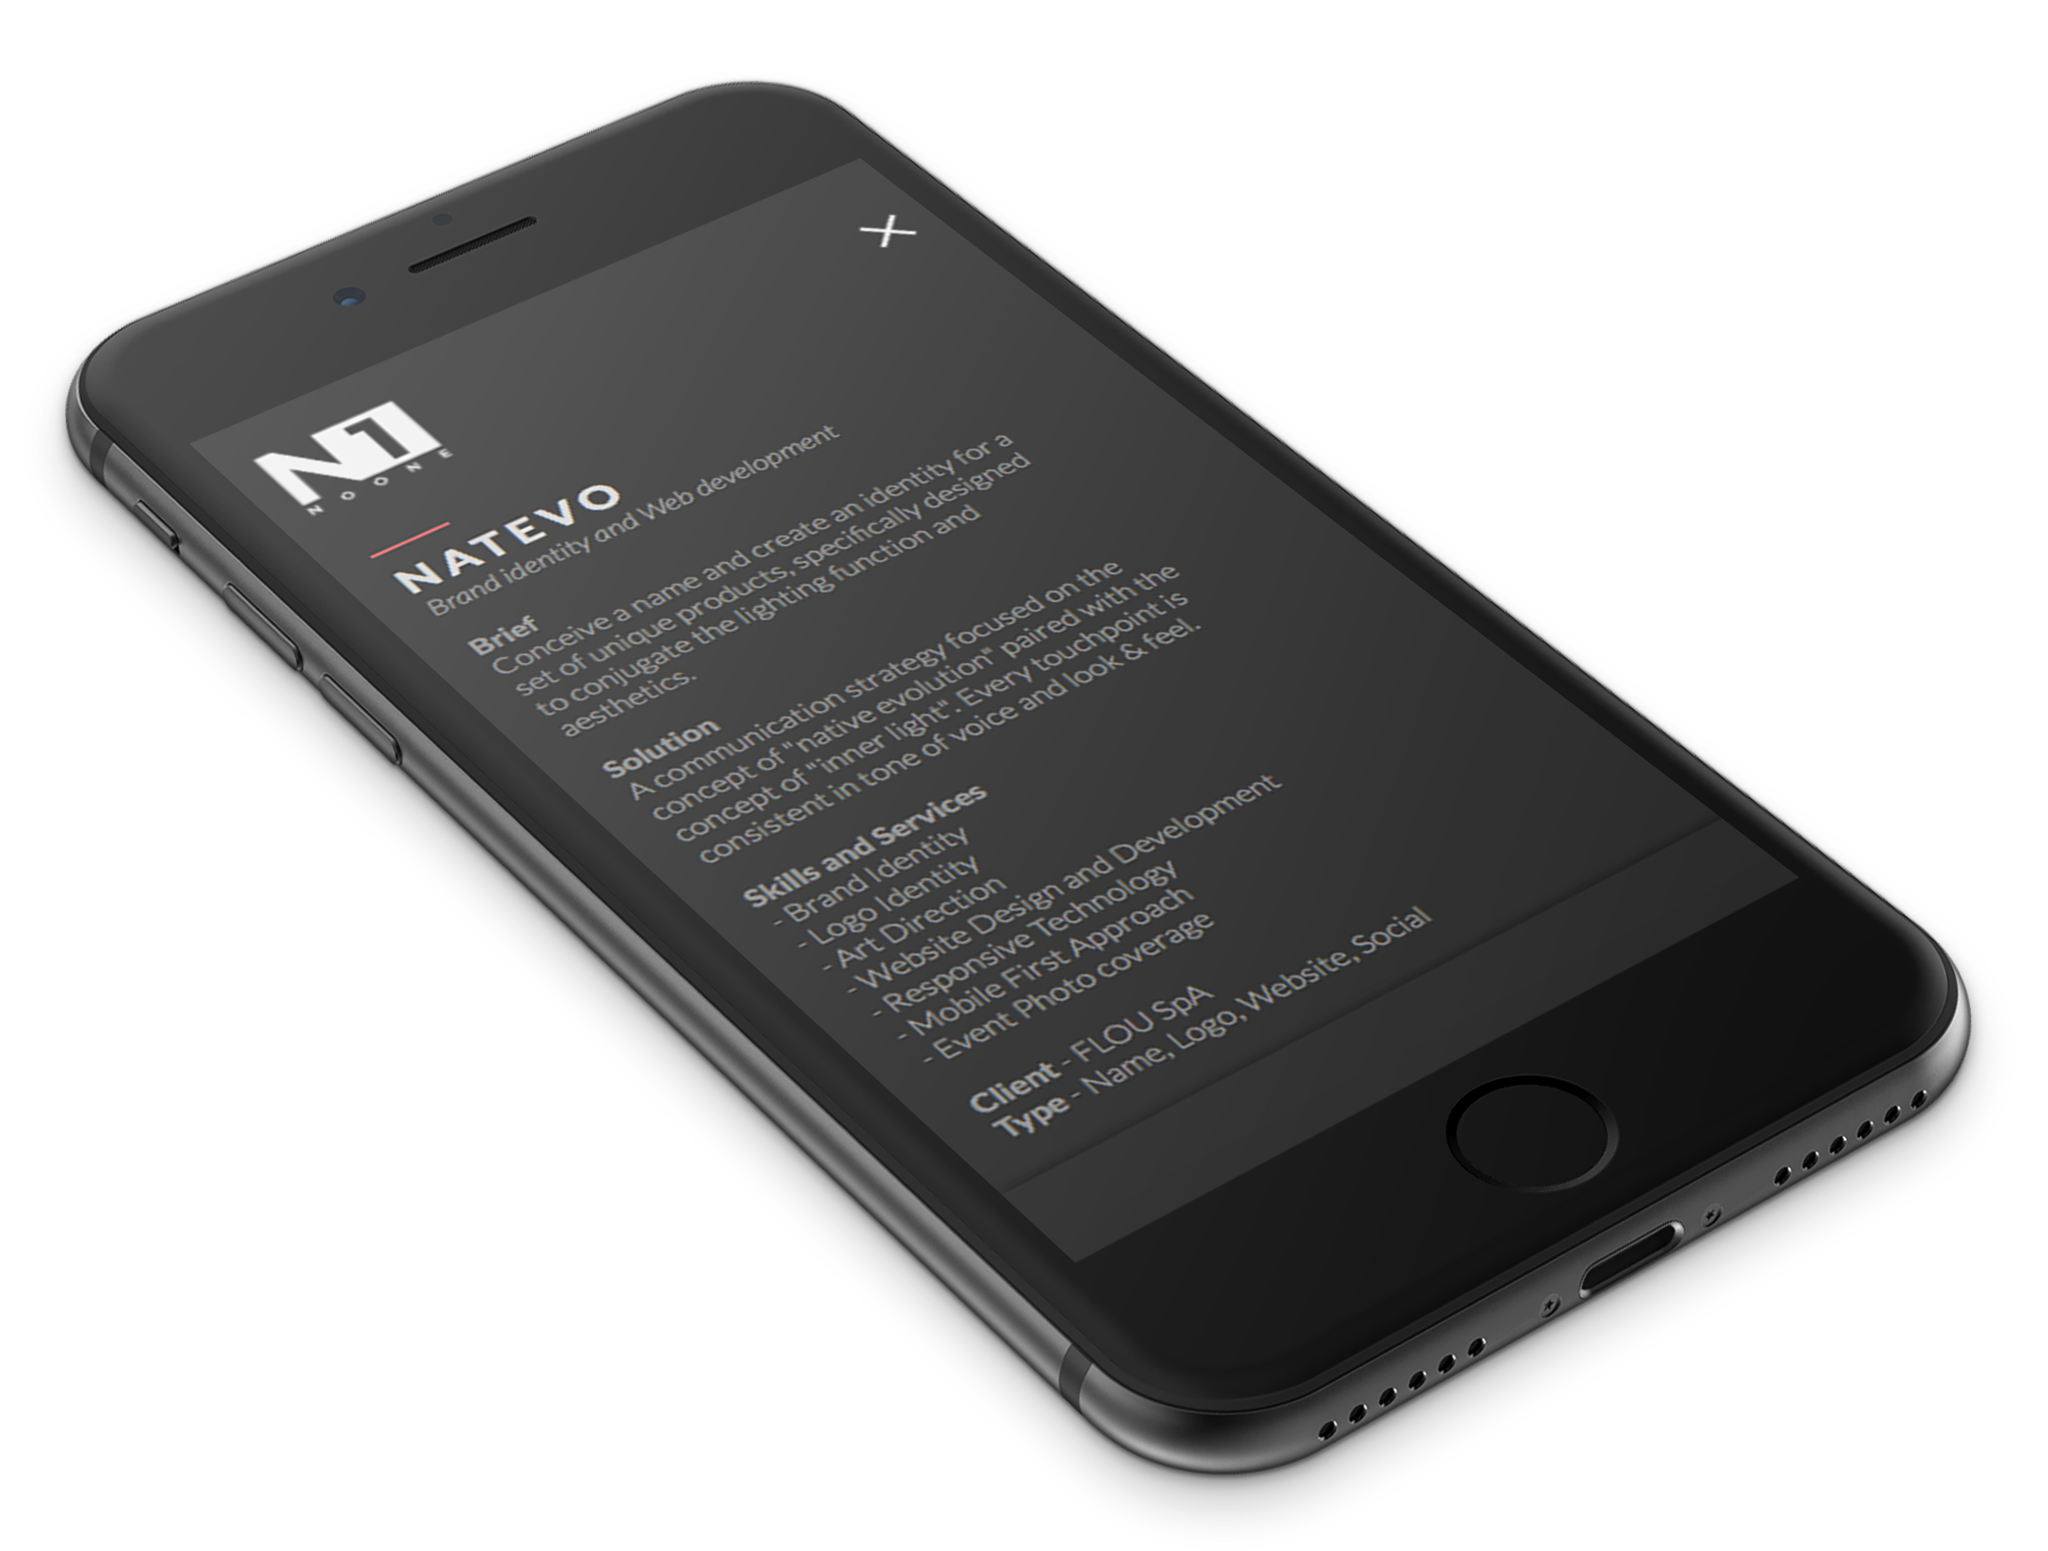 N1
NOONE
NATEVO
Brand identity and Web development
Brief
Conceive a name and create an identity for a
set of unique products, specifically designed
to conjugate the lighting function and
aesthetics.
Solution
A communication strategy focused on the
concept of "native evolution" paired with the
concept of "inner light". Every touchpoint is
consistent in tone of voice and look & feel.
Skills and Services
- Brand Identity
- Logo Identity
- Art Direction
- Website Design and Development
- Responsive Technology
- Mobile First Approach
- Event Photo coverage
Client - FLOU SpA
Type - Name, Logo, Website, Social